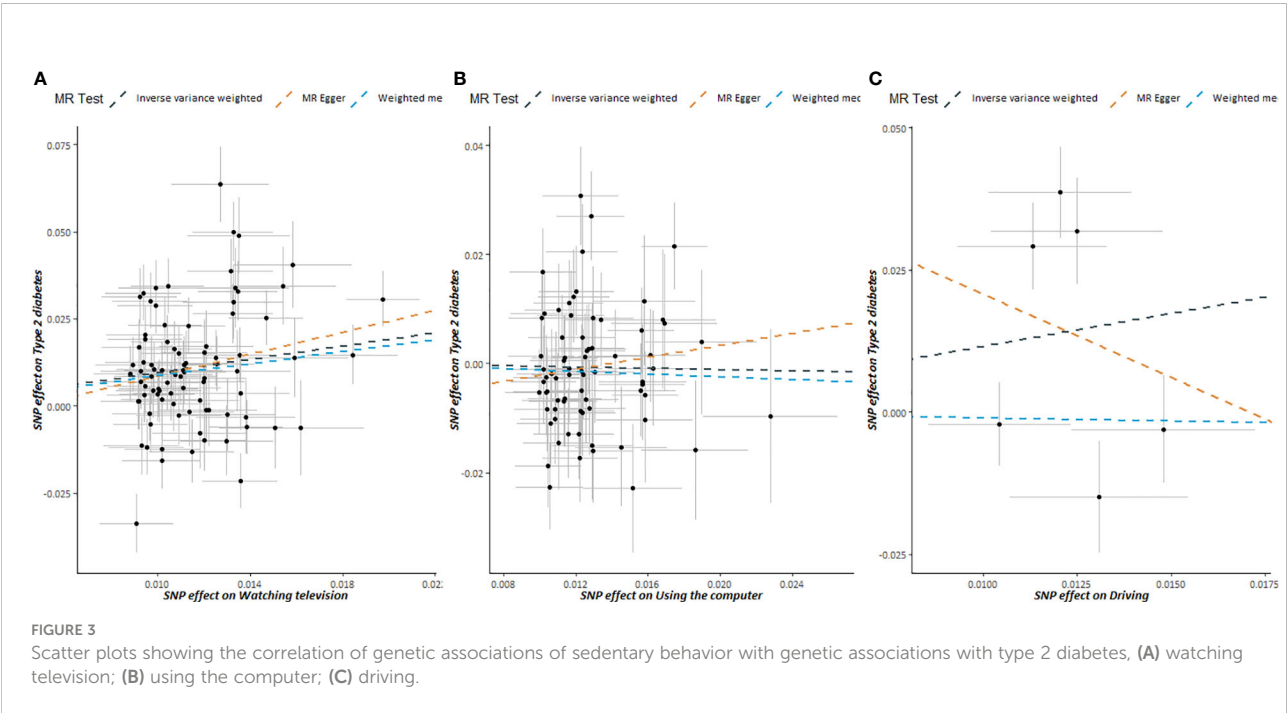 A
B
C
MR Test Inverse variance weighted MR Egger Weighted me
MR Test Inverse variance weighted MR Egger Weighted mec
MR Test Inverse variance weighted MR Egger Weighted me
SNP effect on Type 2 diabetes
0.075
0.050
0.025
0.000
-0.025
0.010 0.014 0.018 0.02
SNP effect on Watching television
SNP effect on Type 2 diabetes
0.04
0.02
0.00
-0.02
0.008 0.012 0.016 0.020 0.024
SNP effect on Using the computer
SNP effect on Type 2 diabetes
0.050
0.025
0.000
-0.025
0.0100 0.0125 0.0150 0.0175
SNP effect on Driving
FIGURE 3
Scatter plots showing the correlation of genetic associations of sedentary behavior with genetic associations with type 2 diabetes, (A) watching
television; (B) using the computer; (C) driving.